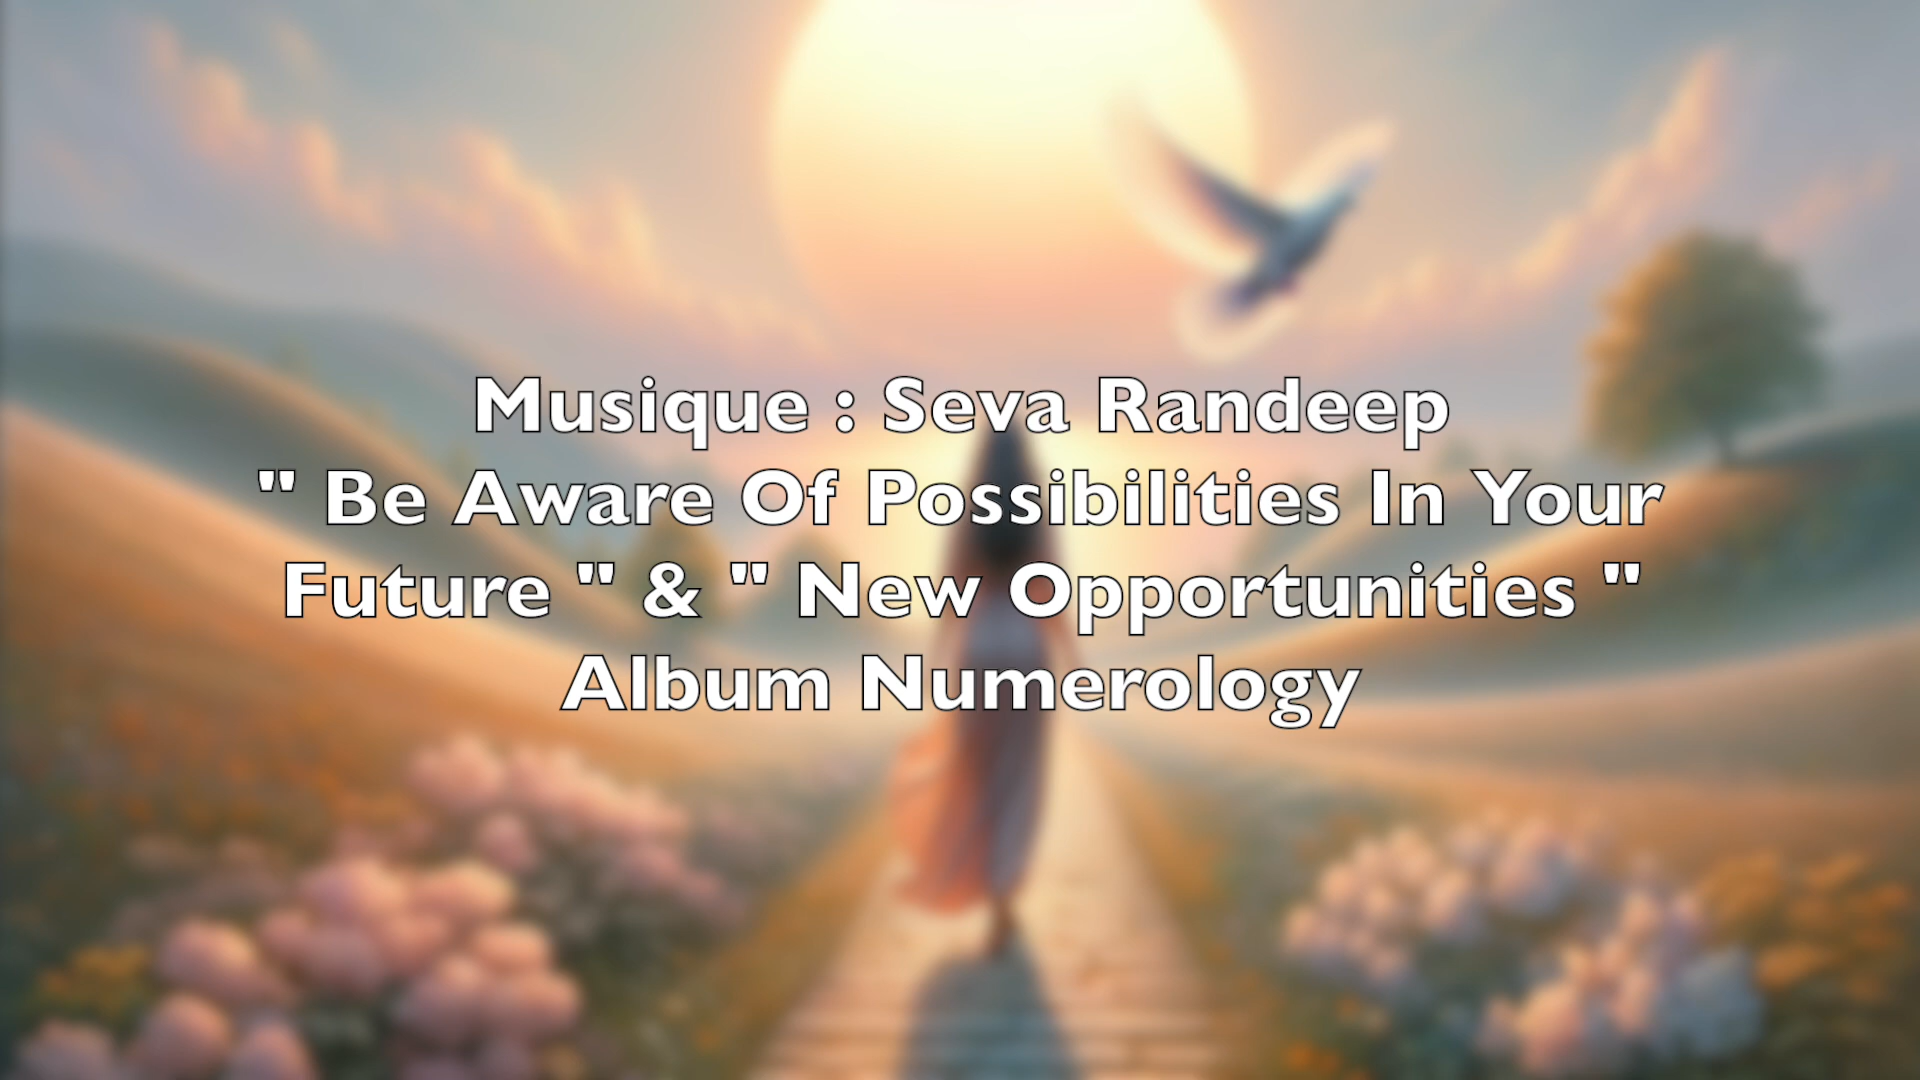 Musique : Seva Randeep
" Be Aware Of Possibilities In Your
Future " & " New Opportunities "
Album Numerology